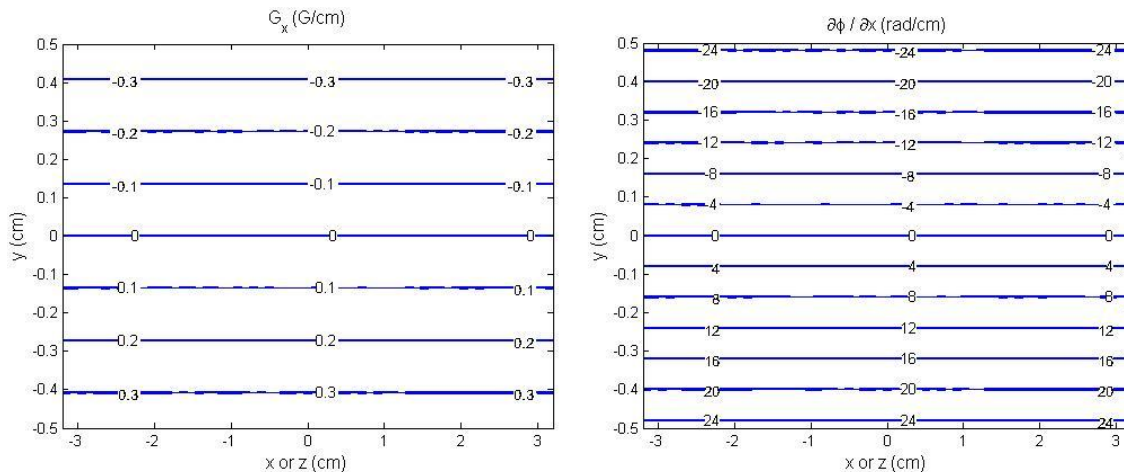 G_x (G/cm)
0.5
0.4
0.3
0.2
0.1
0
-0.1
-0.2
-0.3
-0.4
-0.5
y (cm)
-0.3 -0.3 -0.3
-0.2 -0.2 -0.2
-0.1 -0.1 -0.1
0 0 0
0.1 0.1 0.1
0.2 0.2 0.2
0.3 0.3 0.3
-3 -2 -1 0 1 2 3
x or z (cm)
∂ϕ / ∂x (rad/cm)
0.5
0.4
0.3
0.2
0.1
0
-0.1
-0.2
-0.3
-0.4
-0.5
y (cm)
-24 -24 -24
-20 -20 -20
-16 -16 -16
-12 -12 -12
-8 -8 -8
-4 -4 -4
0 0 0
4 4 4
8 8 8
12 12 12
16 16 16
20 20 20
24 24 24
-3 -2 -1 0 1 2 3
x or z (cm)